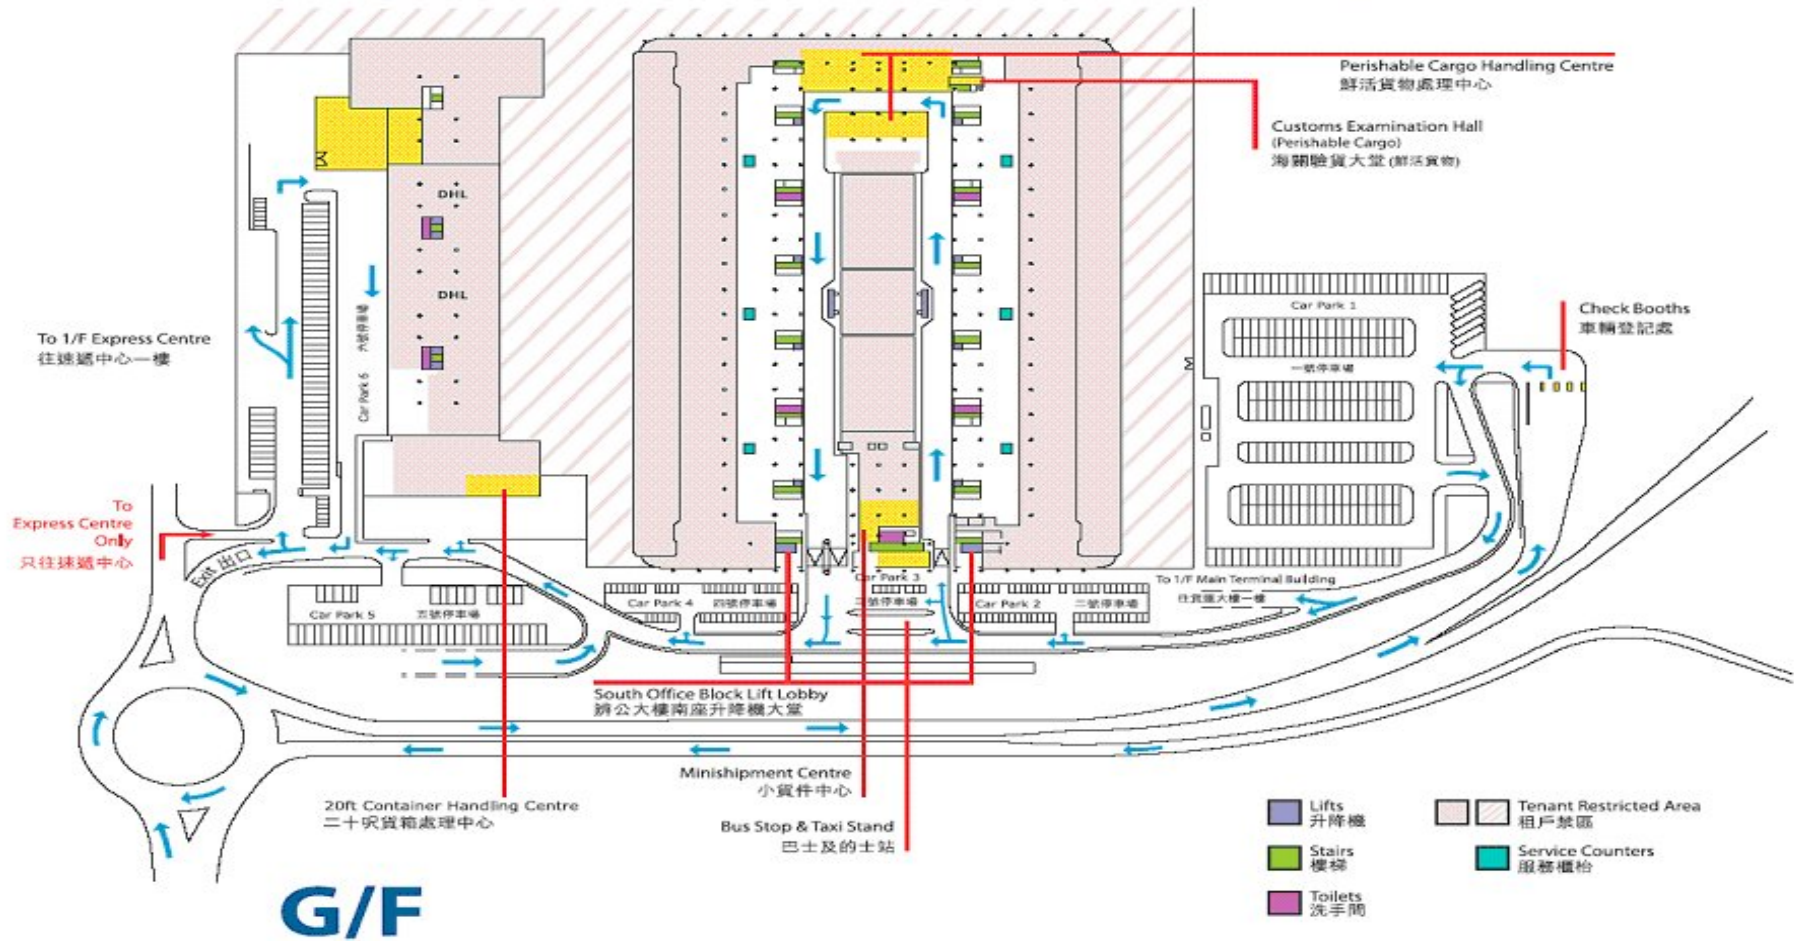 Perishable Cargo Handling Centre
鮮活貨物處理中心
Customs Examination Hall
(Perishable Cargo)
海關驗貨大堂 (鮮活貨物)
DHL
DHL
Car Park 6 六號停車場
To 1/F Express Centre
往速遞中心一樓
Car Park 1
一號停車場
Check Booths
車輛登記處
To
Express Centre
Only
只往速遞中心
Exit 出口
Car Park 5 五號停車場
Car Park 4 四號停車場
Car Park 3
三號停車場
Car Park 2 二號停車場
To 1/F Main Terminal Building
往貨運大樓一樓
South Office Block Lift Lobby
辦公大樓南座升降機大堂
Minishipment Centre
小貨件中心
20ft Container Handling Centre
二十呎貨箱處理中心
Bus Stop & Taxi Stand
巴士及的士站
Lifts
升降機
Stairs
樓梯
Toilets
洗手間
Tenant Restricted Area
租戶禁區
Service Counters
服務櫃枱
G/F